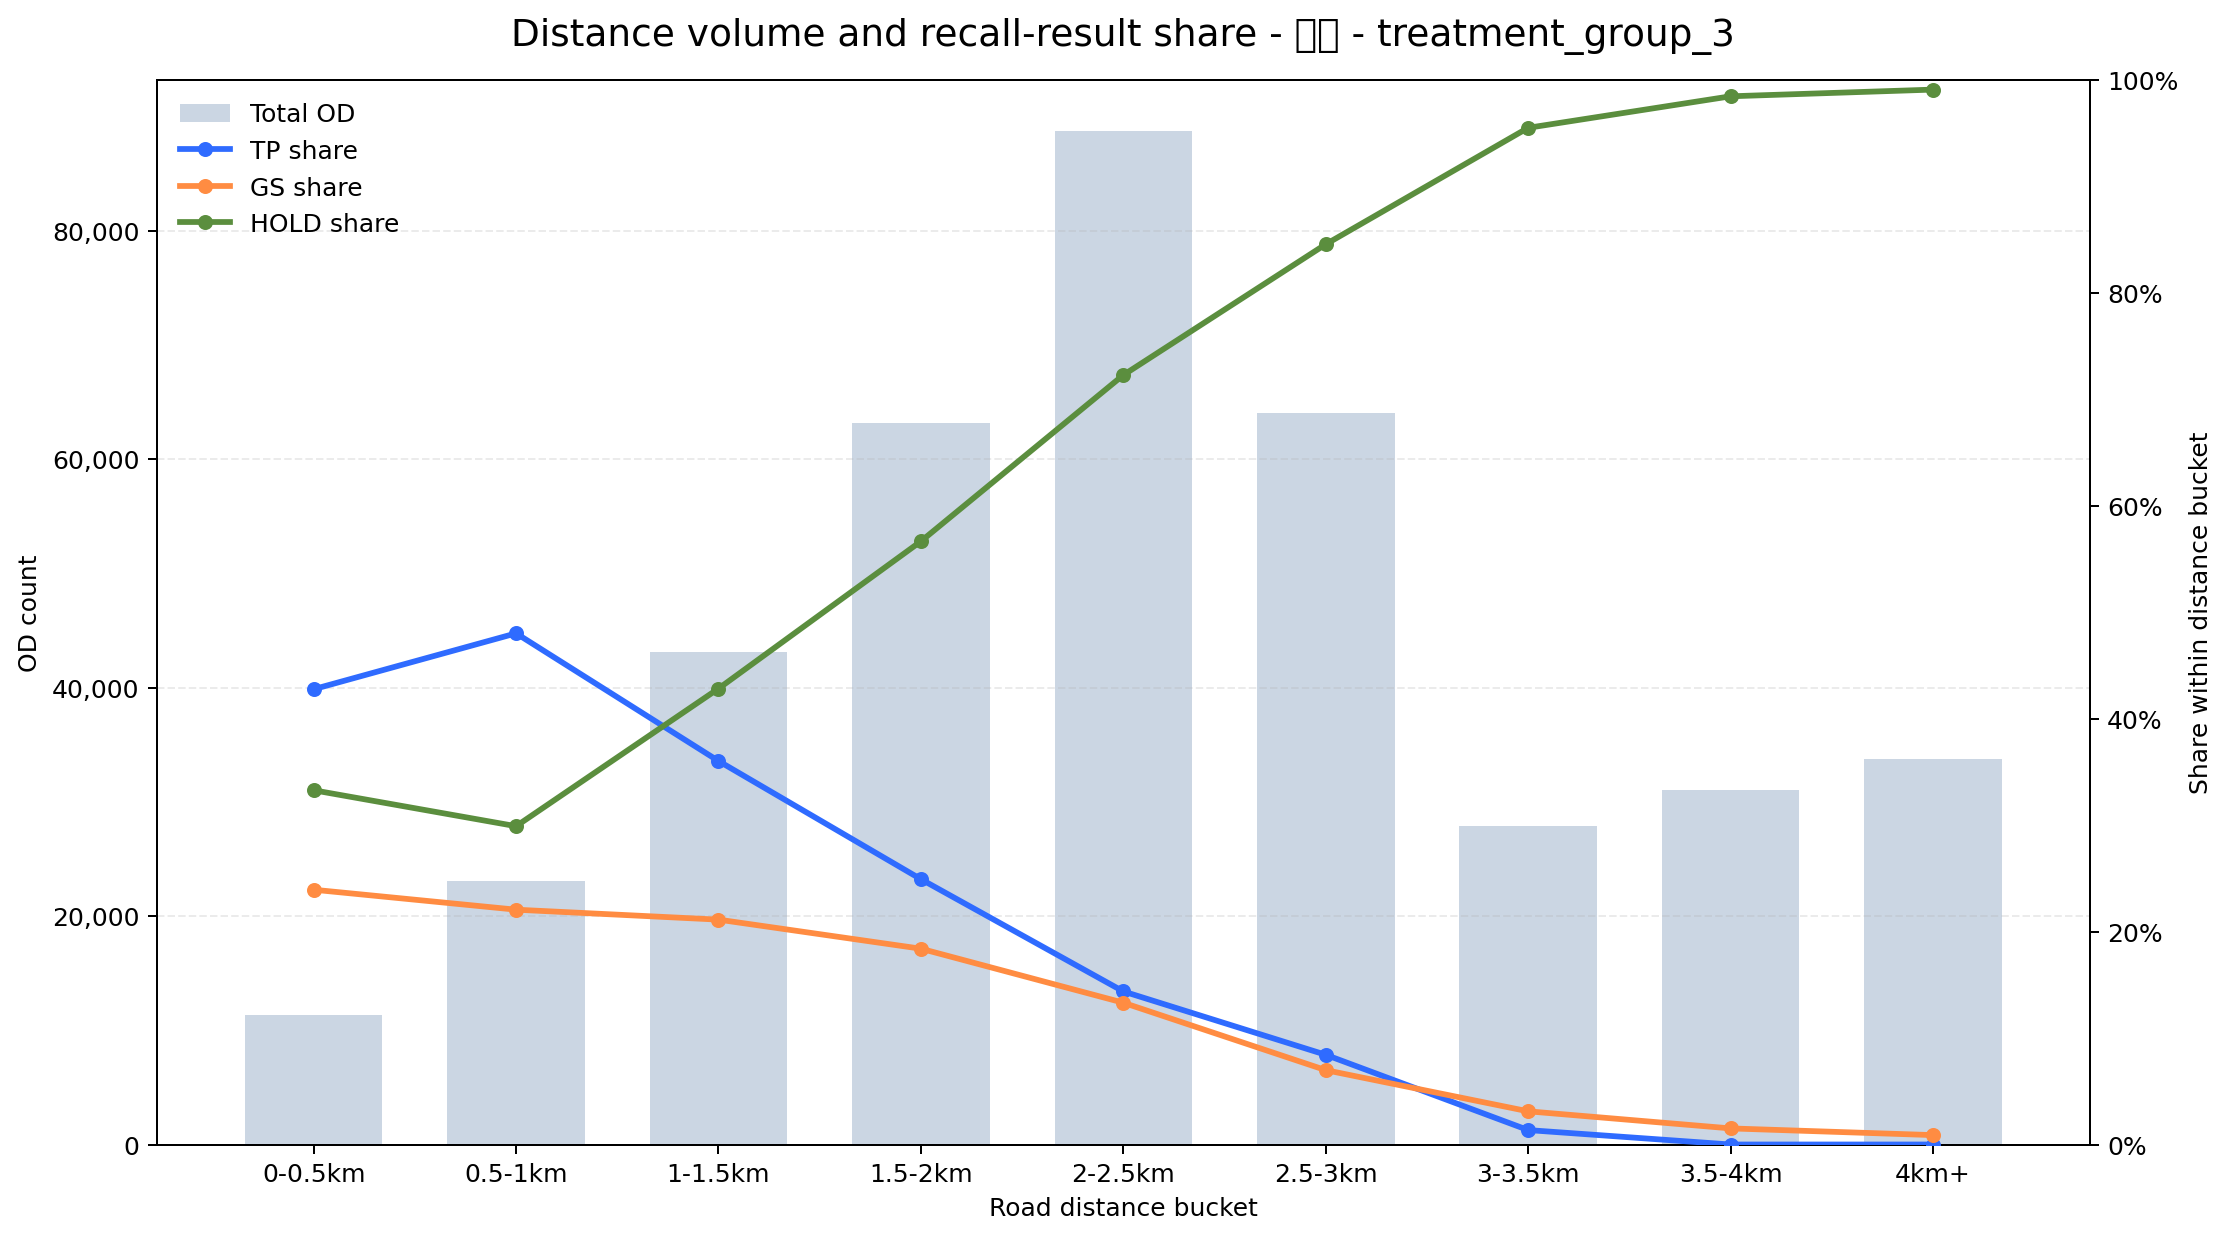 Distance volume and recall-result share - - treatment_group_3
Total OD
TP share
GS share
HOLD share
OD count
80,000
60,000
40,000
20,000
0
100%
80%
60%
40%
20%
0%
Share within distance bucket
0-0.5km 0.5-1km 1-1.5km 1.5-2km 2-2.5km 2.5-3km 3-3.5km 3.5-4km 4km+
Road distance bucket